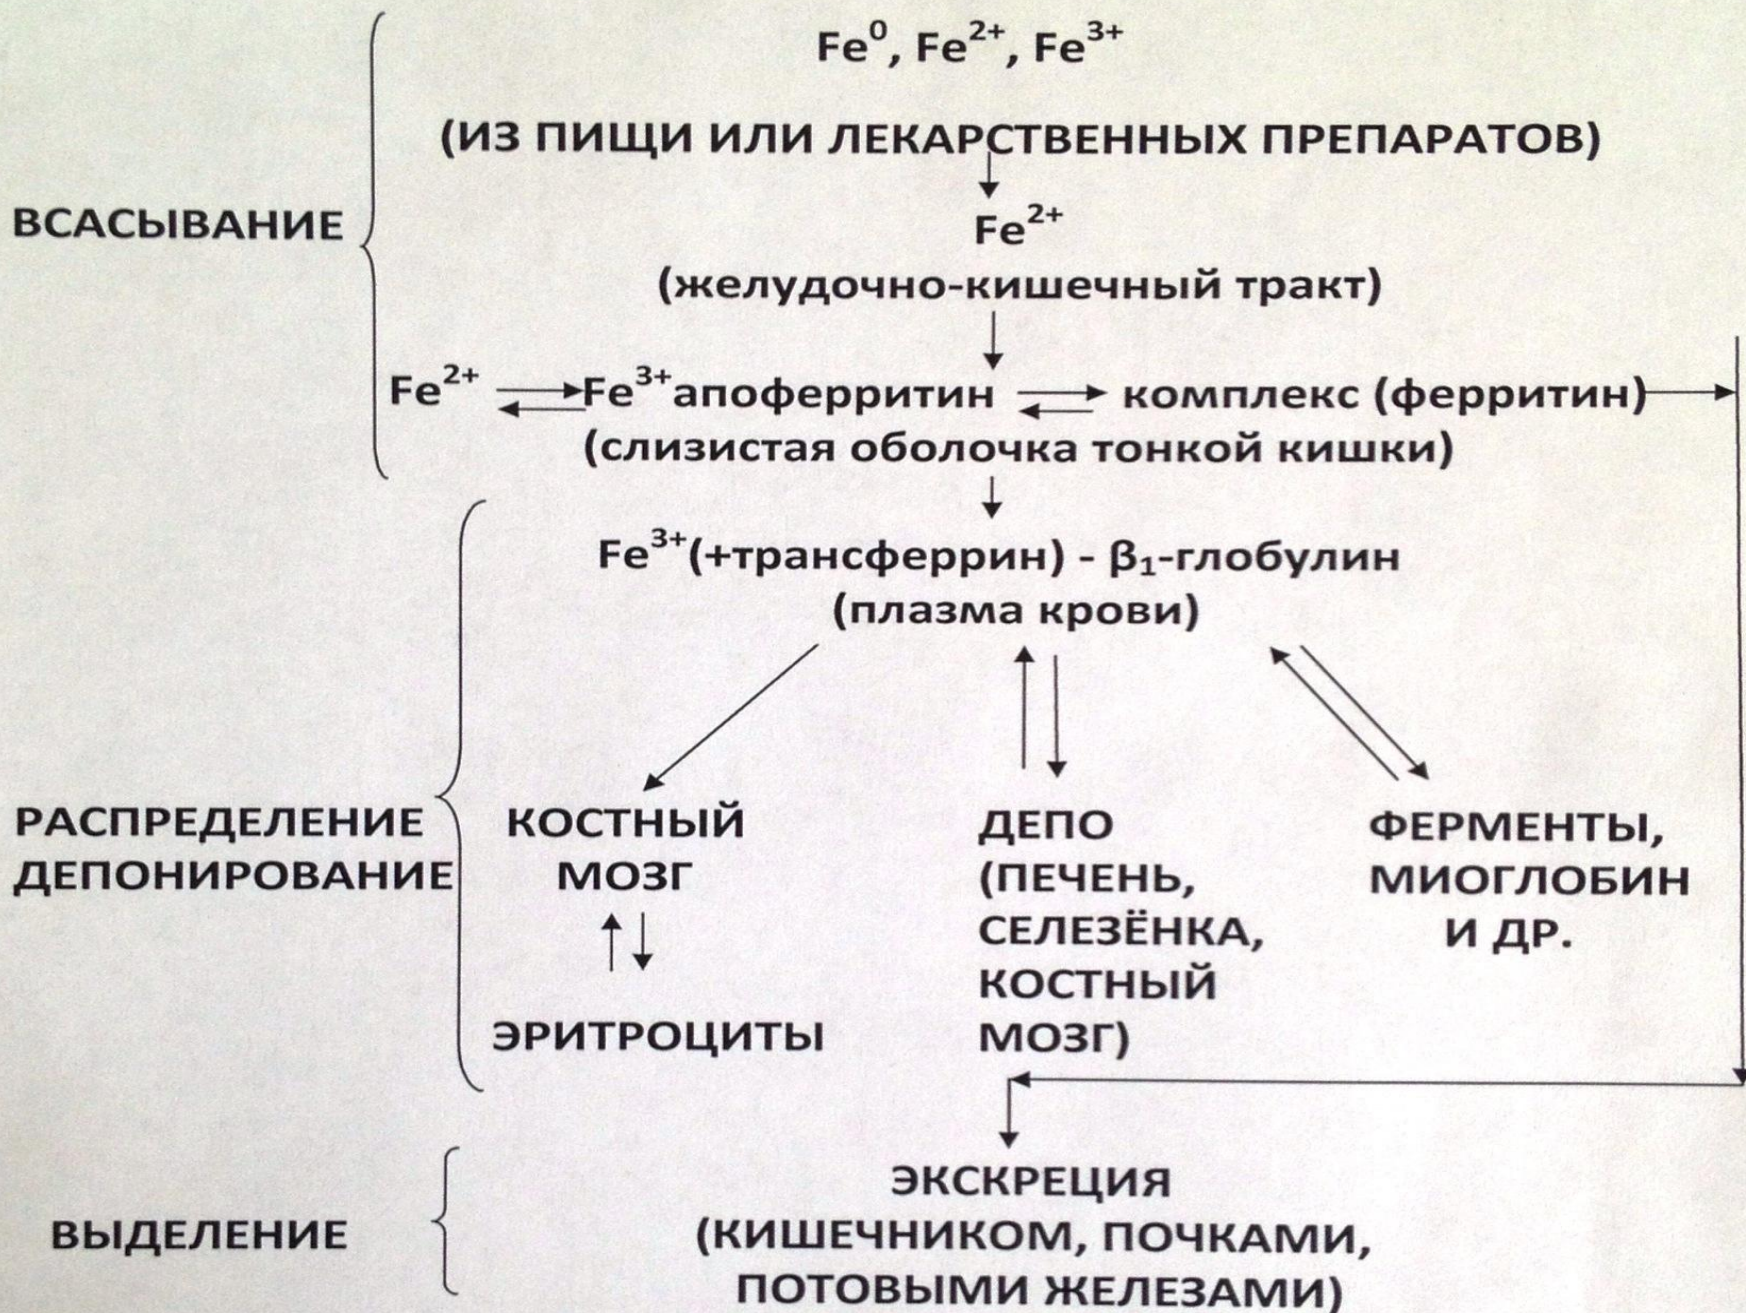 Fe⁰, Fe²⁺, Fe³⁺
(ИЗ ПИЩИ ИЛИ ЛЕКАРСТВЕННЫХ ПРЕПАРАТОВ)
ВСАСЫВАНИЕ
Fe²⁺
(желудочно-кишечный тракт)
Fe²⁺ ⇌ Fe³⁺апоферритин ⇌ комплекс (ферритин)
(слизистая оболочка тонкой кишки)
Fe³⁺(+трансферрин) - β₁-глобулин
(плазма крови)
РАСПРЕДЕЛЕНИЕ
ДЕПОНИРОВАНИЕ
КОСТНЫЙ
МОЗГ
ЭРИТРОЦИТЫ
ДЕПО
(ПЕЧЕНЬ,
СЕЛЕЗЁНКА,
КОСТНЫЙ
МОЗГ)
ФЕРМЕНТЫ,
МИОГЛОБИН
И ДР.
ВЫДЕЛЕНИЕ
ЭКСКРЕЦИЯ
(КИШЕЧНИКОМ, ПОЧКАМИ,
ПОТОВЫМИ ЖЕЛЕЗАМИ)